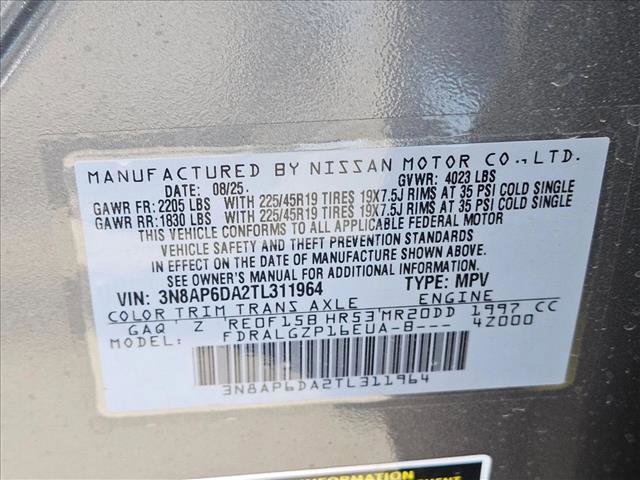 MANUFACTURED BY NISSAN MOTOR CO.,LTD.
DATE: 08/25. GVWR: 4023 LBS
GAWR FR: 2205 LBS WITH 225/45R19 TIRES 19X7.5J RIMS AT 35 PSI COLD SINGLE
GAWR RR: 1830 LBS WITH 225/45R19 TIRES 19X7.5J RIMS AT 35 PSI COLD SINGLE
THIS VEHICLE CONFORMS TO ALL APPLICABLE FEDERAL MOTOR
VEHICLE SAFETY AND THEFT PREVENTION STANDARDS
IN EFFECT ON THE DATE OF MANUFACTURE SHOWN ABOVE.
SEE OWNER'S MANUAL FOR ADDITIONAL INFORMATION
VIN: 3N8AP6DA2TL311964 TYPE: MPV
COLOR TRIM TRANS AXLE ENGINE
GAQ Z RE0F15B HR53 MR20DD 1997 CC
FDRALGZP16EUA-B--- 4Z000
3N8AP6DA2TL311964
INFORMATION